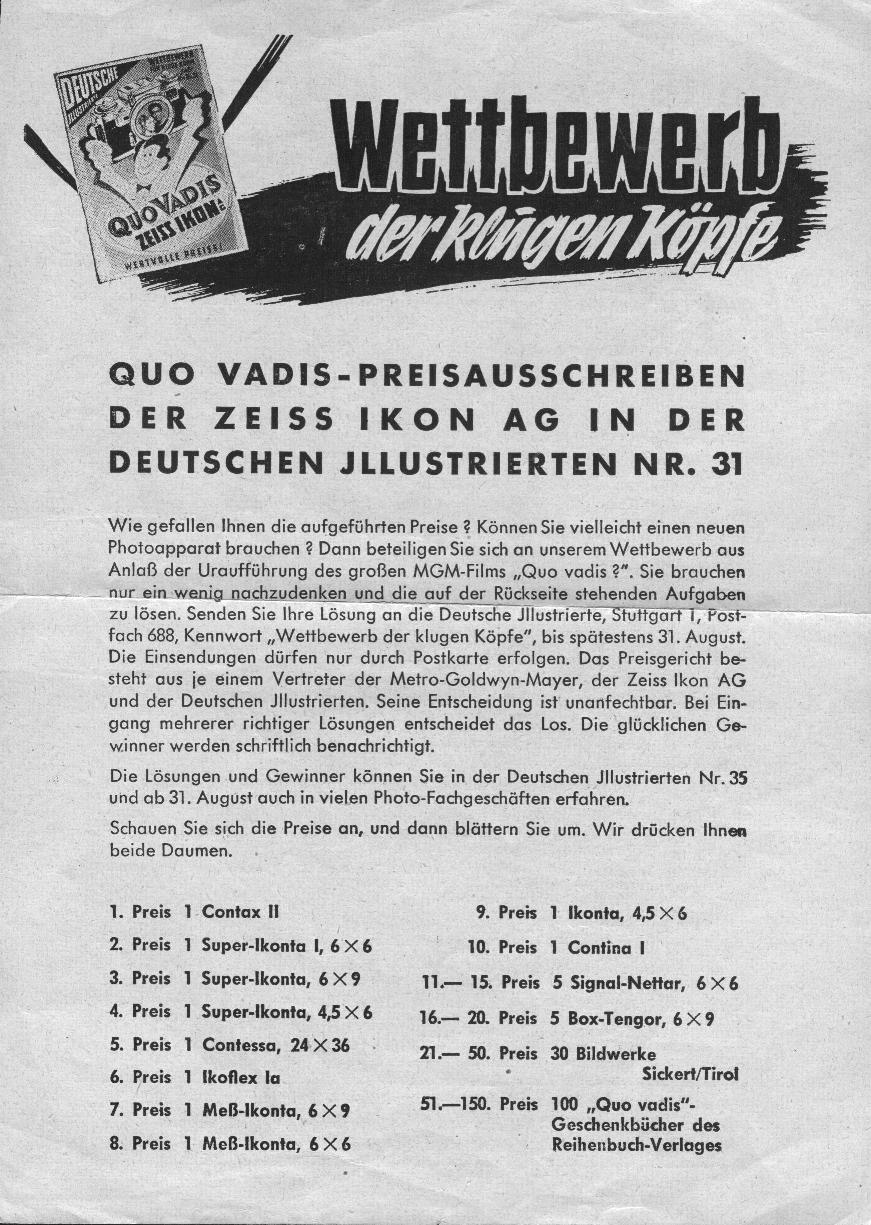 DEUTSCHE
ILLUSTRIERTE
WETTBEWERB
QUO VADIS
ZEISS IKON AG
WERTVOLLE PREISE!
Wettbewerb
der klugen Köpfe
QUO VADIS-PREISAUSSCHREIBEN
DER ZEISS IKON AG IN DER
DEUTSCHEN JLLUSTRIERTEN NR. 31
Wie gefallen Ihnen die aufgeführten Preise ? Können Sie vielleicht einen neuen
Photoapparat brauchen ? Dann beteiligen Sie sich an unserem Wettbewerb aus
Anlaß der Uraufführung des großen MGM-Films „Quo vadis ?". Sie brauchen
nur ein wenig nachzudenken und die auf der Rückseite stehenden Aufgaben
zu lösen. Senden Sie Ihre Lösung an die Deutsche Jllustrierte, Stuttgart 1, Post-
fach 688, Kennwort „Wettbewerb der klugen Köpfe", bis spätestens 31. August.
Die Einsendungen dürfen nur durch Postkarte erfolgen. Das Preisgericht be-
steht aus je einem Vertreter der Metro-Goldwyn-Mayer, der Zeiss Ikon AG
und der Deutschen Jllustrierten. Seine Entscheidung ist unanfechtbar. Bei Ein-
gang mehrerer richtiger Lösungen entscheidet das Los. Die glücklichen Ge-
winner werden schriftlich benachrichtigt.
Die Lösungen und Gewinner können Sie in der Deutschen Jllustrierten Nr. 35
und ab 31. August auch in vielen Photo-Fachgeschäften erfahren.
Schauen Sie sich die Preise an, und dann blättern Sie um. Wir drücken Ihnen
beide Daumen.
1. Preis 1 Contax II
2. Preis 1 Super-Ikonta I, 6 × 6
3. Preis 1 Super-Ikonta, 6 × 9
4. Preis 1 Super-Ikonta, 4,5 × 6
5. Preis 1 Contessa, 24 × 36
6. Preis 1 Ikoflex Ia
7. Preis 1 Meß-Ikonta, 6 × 9
8. Preis 1 Meß-Ikonta, 6 × 6
9. Preis 1 Ikonta, 4,5 × 6
10. Preis 1 Contina I
11.— 15. Preis 5 Signal-Nettar, 6 × 6
16.— 20. Preis 5 Box-Tengor, 6 × 9
21.— 50. Preis 30 Bildwerke
Sickert/Tirol
51.—150. Preis 100 „Quo vadis"-
Geschenkbücher des
Reihenbuch-Verlages